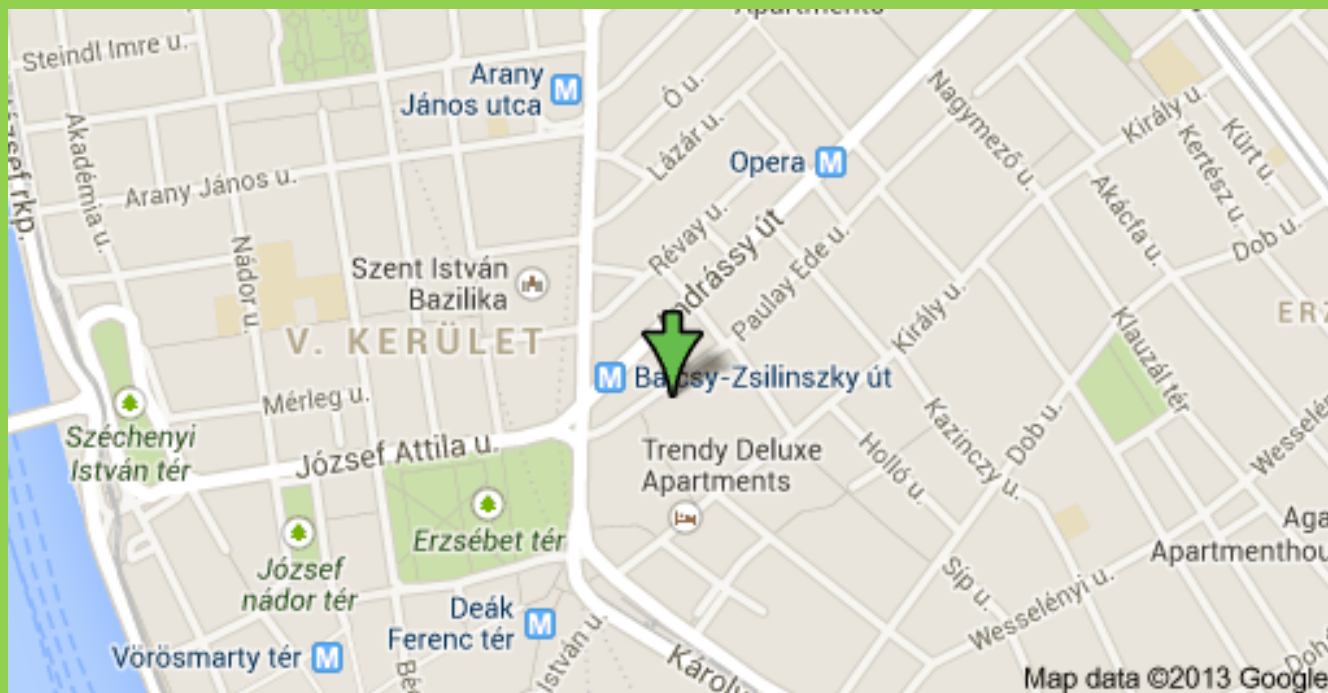 Apartments
Steindl Imre u.
Arany
János utca
Ó u.
Nagymező u.
Király u.
Kürt u.
Kertész u.
Akadémia u.
József rkp.
Lázár u.
Opera
Arany János u.
Akácfa u.
Dob u.
Révay u.
Nádor u.
Szent István
Bazilika
Andrássy út
Paulay Ede u.
Király u.
Klauzál tér
V. KERÜLET
Mérleg u.
Bajcsy-Zsilinszky út
Széchenyi
István tér
József Attila u.
Trendy Deluxe
Apartments
Holló u.
Kazinczy u.
Dob u.
Wesselényi
Erzsébet tér
József
nádor tér
Apartmenthou
Síp u.
Wesselényi u.
Deák
Ferenc tér
Vörösmarty tér
István u.
Károly
Map data ©2013 Google